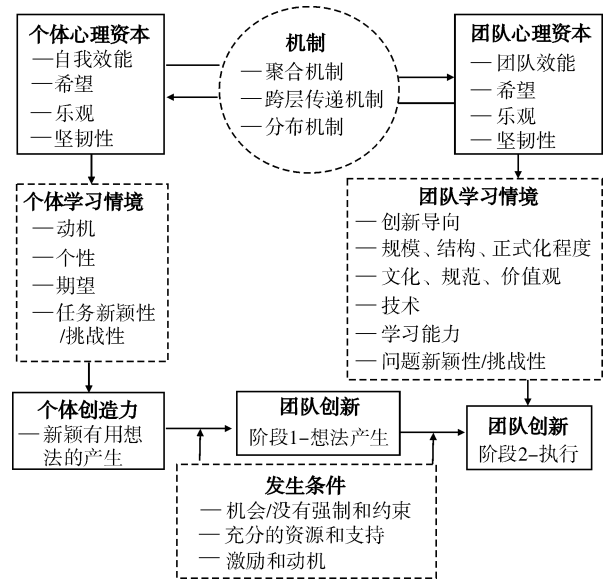 个体心理资本
—自我效能
—希望
—乐观
—坚韧性
机制
—聚合机制
—跨层传递机制
—分布机制
团队心理资本
—团队效能
—希望
—乐观
—坚韧性
个体学习情境
—动机
—个性
—期望
—任务新颖性
/挑战性
团队学习情境
—创新导向
—规模、结构、正式化程度
—文化、规范、价值观
—技术
—学习能力
—问题新颖性/挑战性
个体创造力
—新颖有用想
法的产生
团队创新
阶段1-想法产生
团队创新
阶段2-执行
发生条件
—机会/没有强制和约束
—充分的资源和支持
—激励和动机